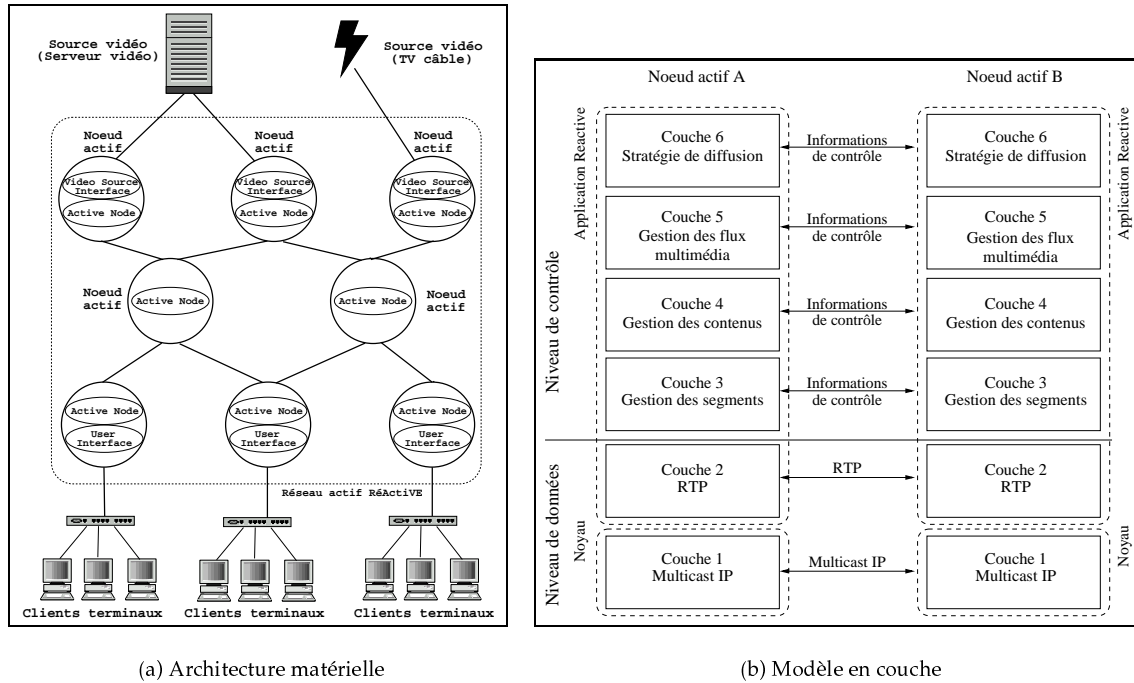 Source vidéo
(Serveur vidéo)
Source vidéo
(TV câble)
Noeud
actif
Noeud
actif
Noeud
actif
Video Source
Interface
Active Node
Video Source
Interface
Active Node
Video Source
Interface
Active Node
Noeud
actif
Active Node
Active Node
Noeud
actif
Active Node
User
Interface
Active Node
User
Interface
Active Node
User
Interface
Réseau actif RéActiVE
Clients terminaux
Clients terminaux
Clients terminaux
(a) Architecture matérielle
Noeud actif A
Noeud actif B
Application Reactive
Application Reactive
Niveau de contrôle
Couche 6
Stratégie de diffusion
Informations
de contrôle
Couche 6
Stratégie de diffusion
Couche 5
Gestion des flux
multimédia
Informations
de contrôle
Couche 5
Gestion des flux
multimédia
Couche 4
Gestion des contenus
Informations
de contrôle
Couche 4
Gestion des contenus
Couche 3
Gestion des segments
Informations
de contrôle
Couche 3
Gestion des segments
Niveau de données
Couche 2
RTP
RTP
Couche 2
RTP
Noyau
Couche 1
Multicast IP
Multicast IP
Couche 1
Multicast IP
Noyau
(b) Modèle en couche